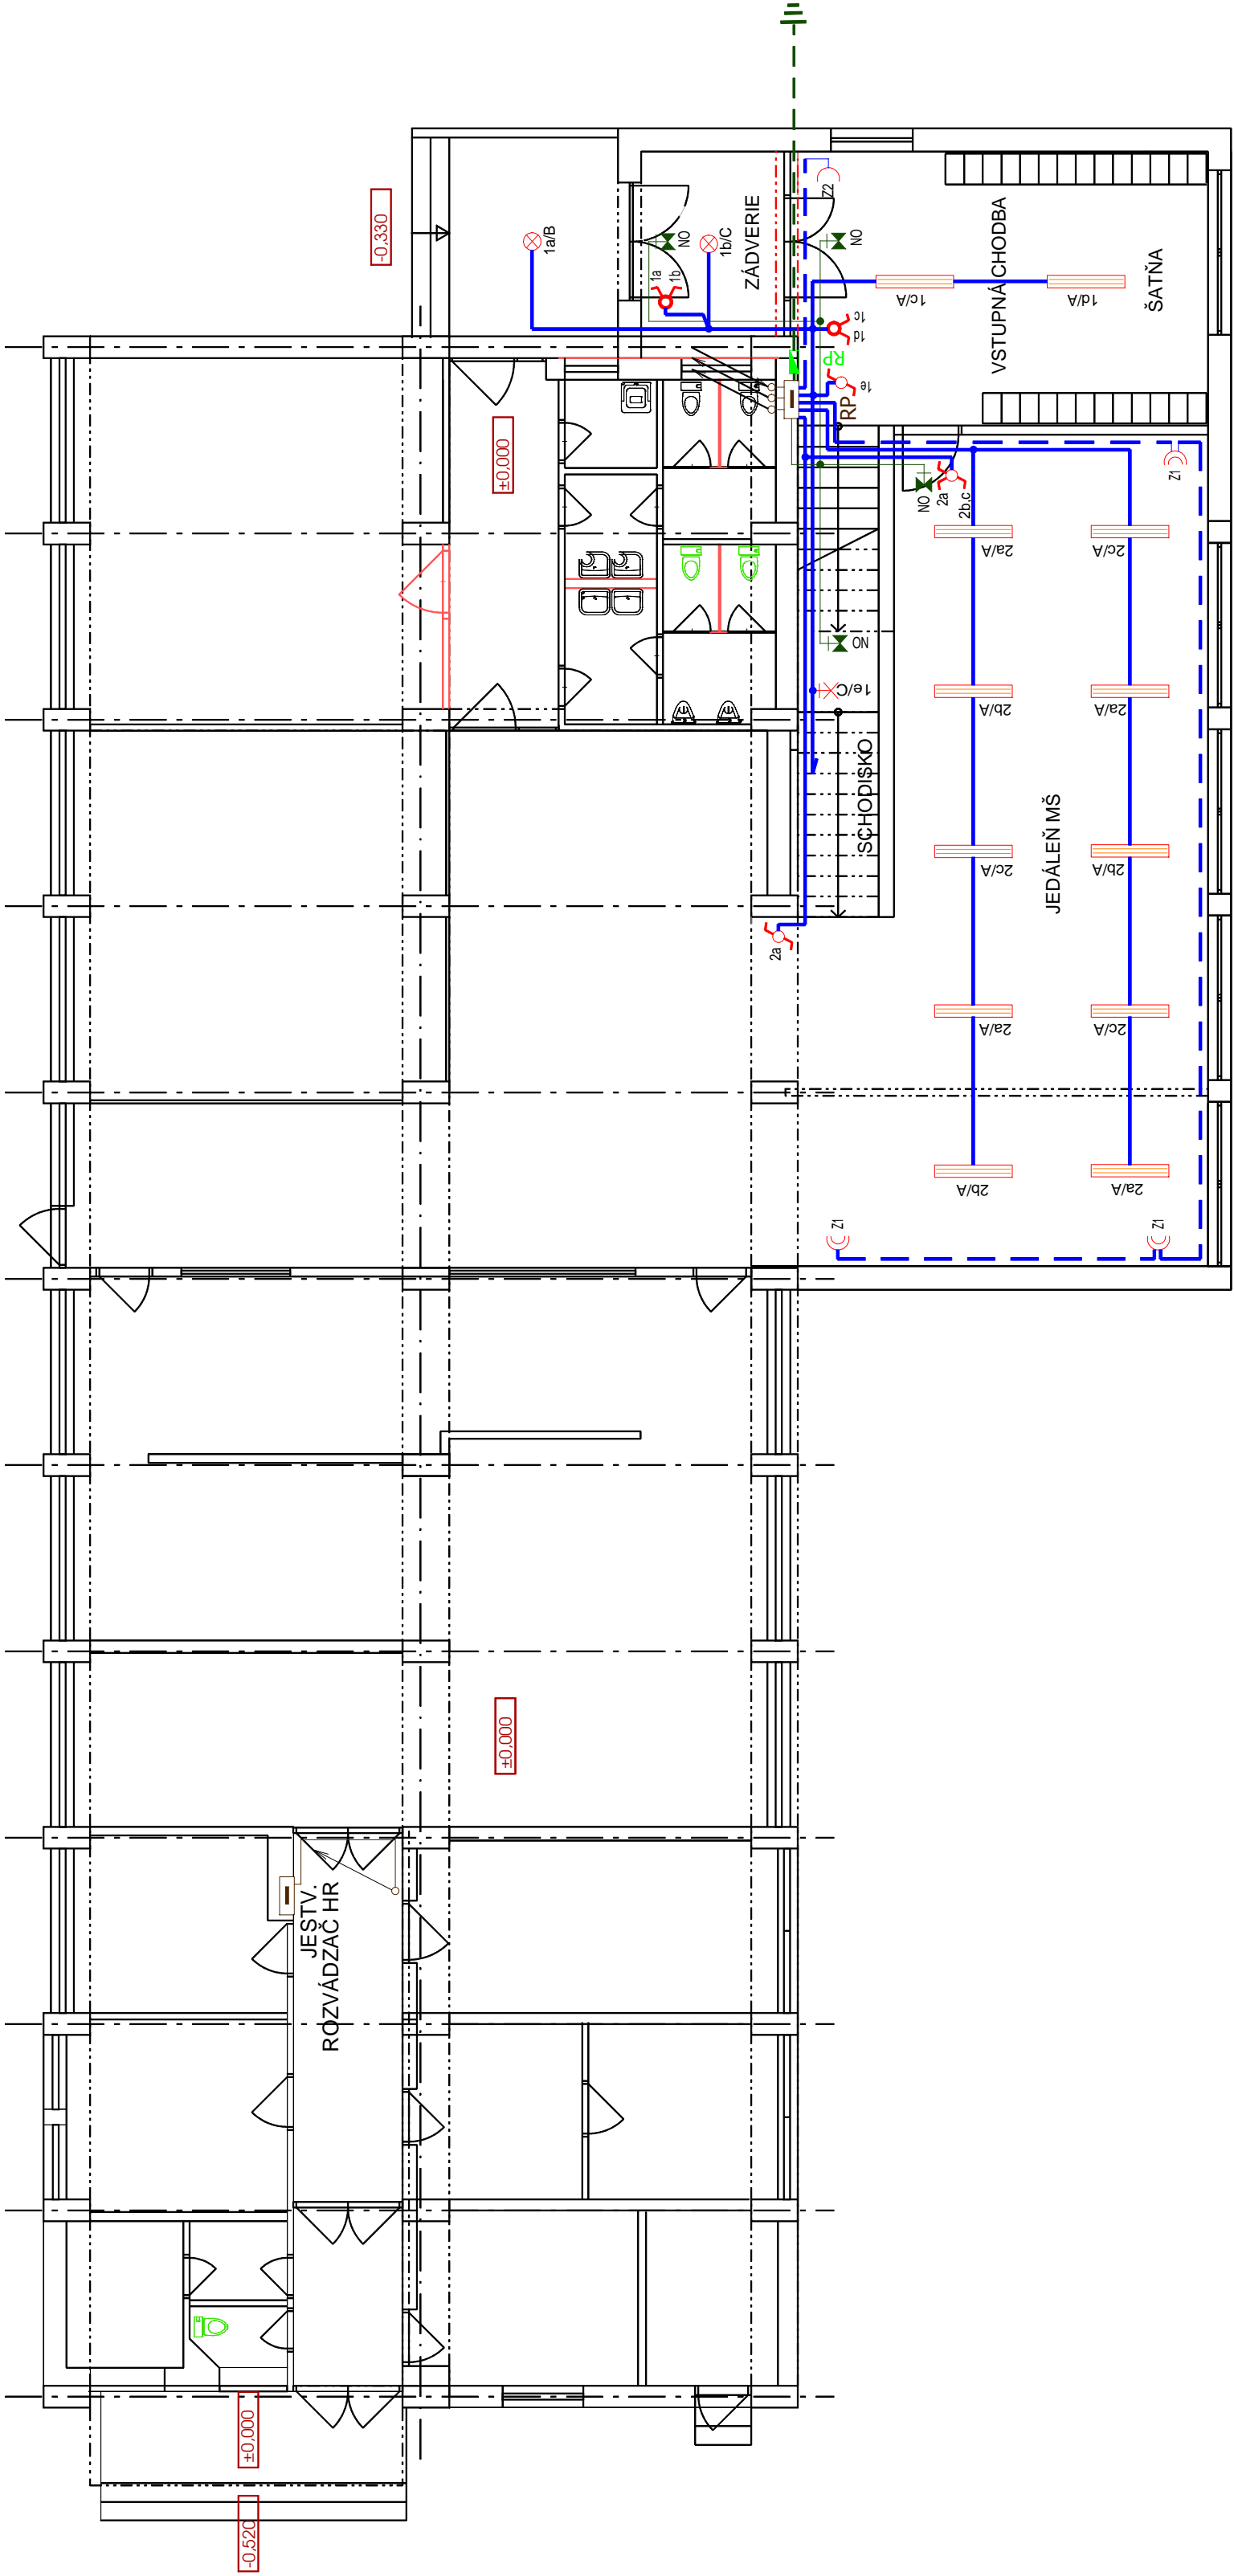 -0,330
1a/B
1b/C
1a
1b
NO
ZÁDVERIE
Z2
NO
VSTUPNÁ CHODBA
ŠATŇA
1c/A
1d/A
1c
1d
RP
1e
RP
±0,000
NO
2a
2b,c
Z1
2a/A
2c/A
NO
1e/C
2b/A
2a/A
SCHODISKO
2c/A
2b/A
JEDÁLEŇ MŠ
2a
2a/A
2c/A
2b/A
2a/A
Z1
Z1
±0,000
JESTV.
ROZVÁDZAČ HR
±0,000
-0,520